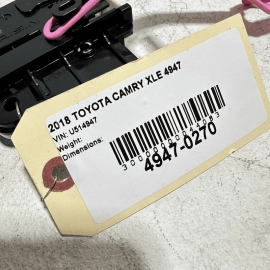 2018 TOYOTA CAMRY XLE 4947
VIN: U514947
Weight:
Dimensions:
4947-0270